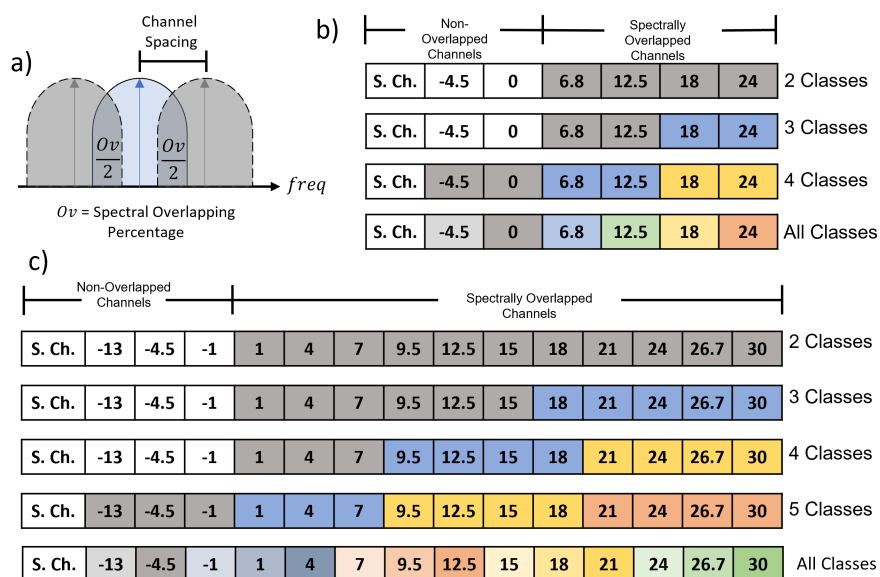 a)
Channel
Spacing
Ov
2
Ov
2
freq
Ov = Spectral Overlapping
Percentage
b)
Non-
Overlapped
Channels
Spectrally
Overlapped
Channels
S. Ch. -4.5 0 6.8 12.5 18 24 2 Classes
S. Ch. -4.5 0 6.8 12.5 18 24 3 Classes
S. Ch. -4.5 0 6.8 12.5 18 24 4 Classes
S. Ch. -4.5 0 6.8 12.5 18 24 All Classes
c)
Non-Overlapped
Channels
Spectrally Overlapped
Channels
S. Ch. -13 -4.5 -1 1 4 7 9.5 12.5 15 18 21 24 26.7 30 2 Classes
S. Ch. -13 -4.5 -1 1 4 7 9.5 12.5 15 18 21 24 26.7 30 3 Classes
S. Ch. -13 -4.5 -1 1 4 7 9.5 12.5 15 18 21 24 26.7 30 4 Classes
S. Ch. -13 -4.5 -1 1 4 7 9.5 12.5 15 18 21 24 26.7 30 5 Classes
S. Ch -13 -4.5 -1 1 4 7 9.5 12.5 15 18 21 24 26.7 30 All Classes